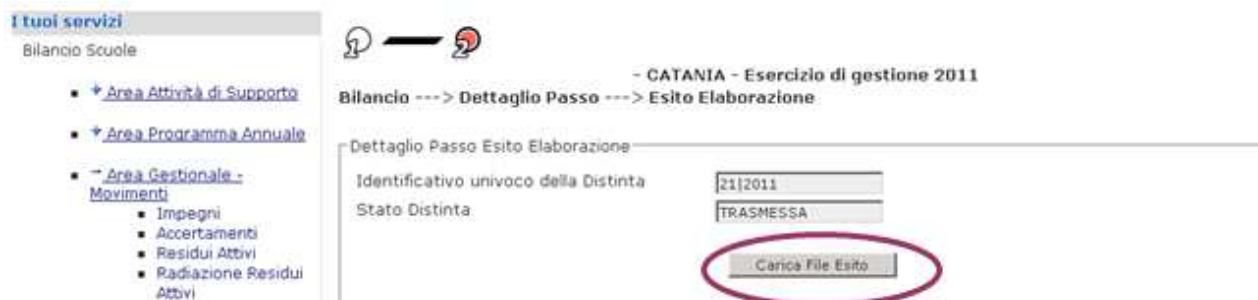 I tuoi servizi
Bilancio Scuole
Area Attività di Supporto
Area Programma Annuale
Area Gestionale -
Movimenti
Impegni
Accertamenti
Residui Attivi
Radiazione Residui
Attivi
1 2
- CATANIA - Esercizio di gestione 2011
Bilancio ---> Dettaglio Passo ---> Esito Elaborazione
Dettaglio Passo Esito Elaborazione
Identificativo univoco della Distinta 21|2011
Stato Distinta TRASMESSA
Carica File Esito